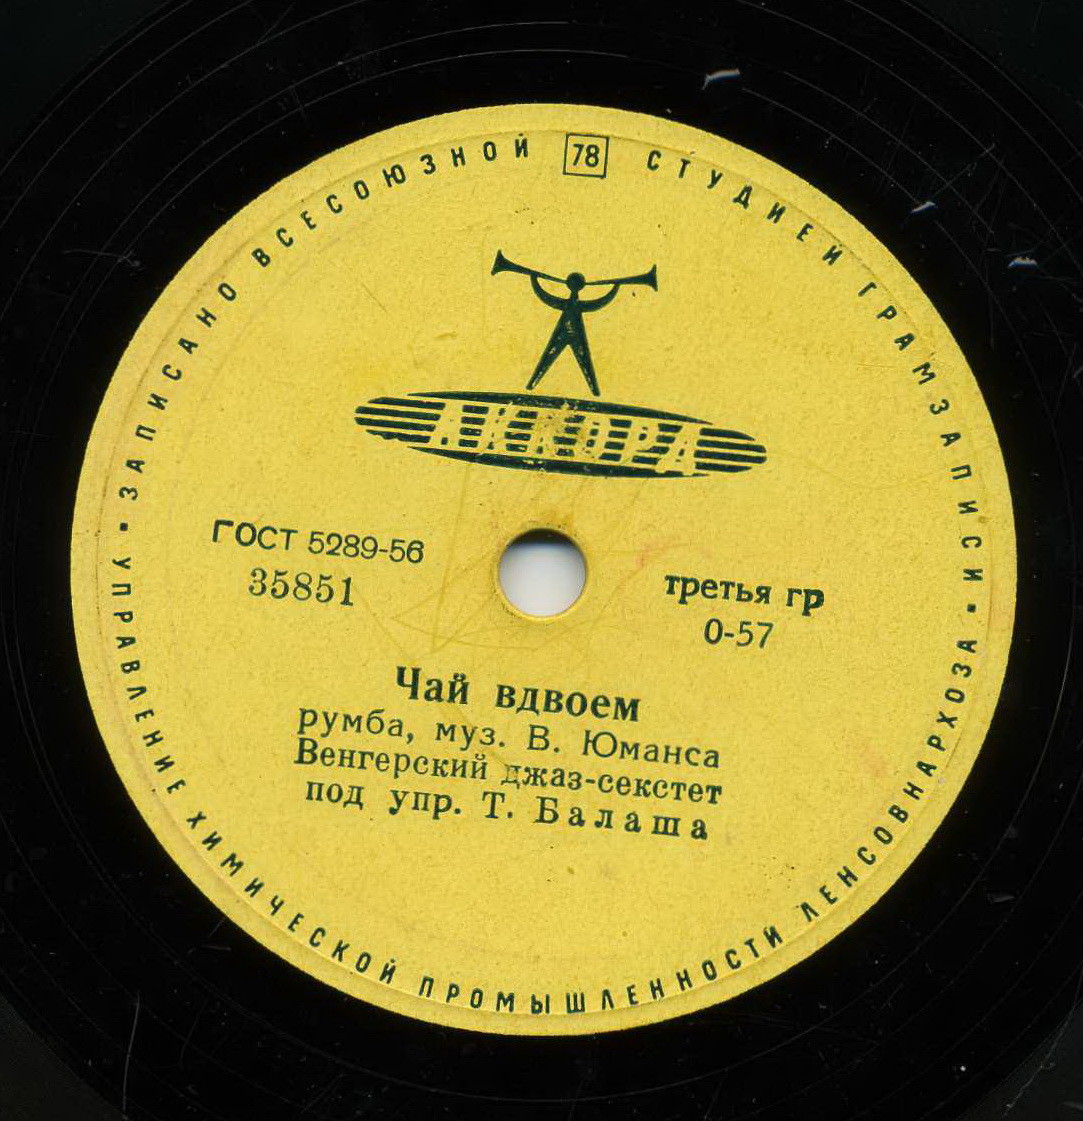 ЗАПИСАНО ВСЕСОЮЗНОЙ 78 СТУДИЕЙ ГРАМЗАПИСИ
АККОРД
ГОСТ 5289-56
35851
третья гр
0-57
Чай вдвоем
румба, муз. В. Юманса
Венгерский джаз-секстет
под упр. Т. Балаша
• УПРАВЛЕНИЕ ХИМИЧЕСКОЙ ПРОМЫШЛЕННОСТИ ЛЕНСОВНАРХОЗА •